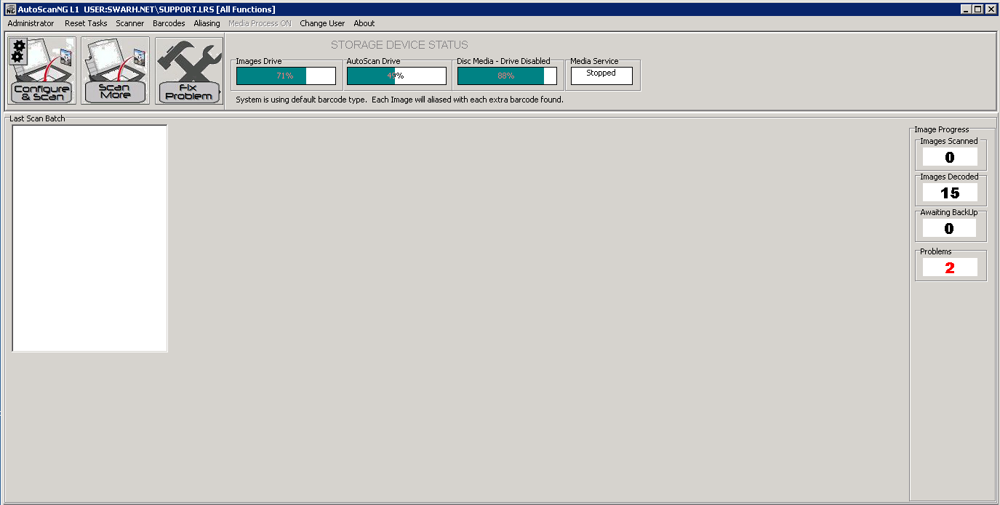 AutoScanNG L1 USER:SWARH.NET\SUPPORT.LRS [All Functions]
Administrator Reset Tasks Scanner Barcodes Aliasing Media Process ON Change User About
Configure & Scan
Scan More
Fix Problem
STORAGE DEVICE STATUS
Images Drive AutoScan Drive Disc Media - Drive Disabled Media Service
71% 49% 88% Stopped
System is using default barcode type. Each Image will aliased with each extra barcode found.
Last Scan Batch
Image Progress
Images Scanned
0
Images Decoded
15
Awaiting BackUp
0
Problems
2